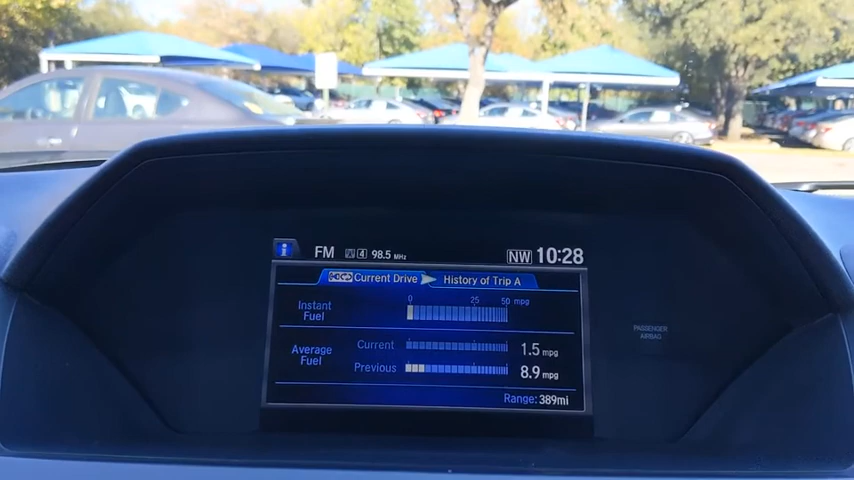 FM 4 98.5 MHz NW 10:28
Current Drive History of Trip A
0 25 50 mpg
Instant
Fuel
Average
Fuel
Current 1.5 mpg
Previous 8.9 mpg
Range: 389mi
PASSENGER
AIRBAG